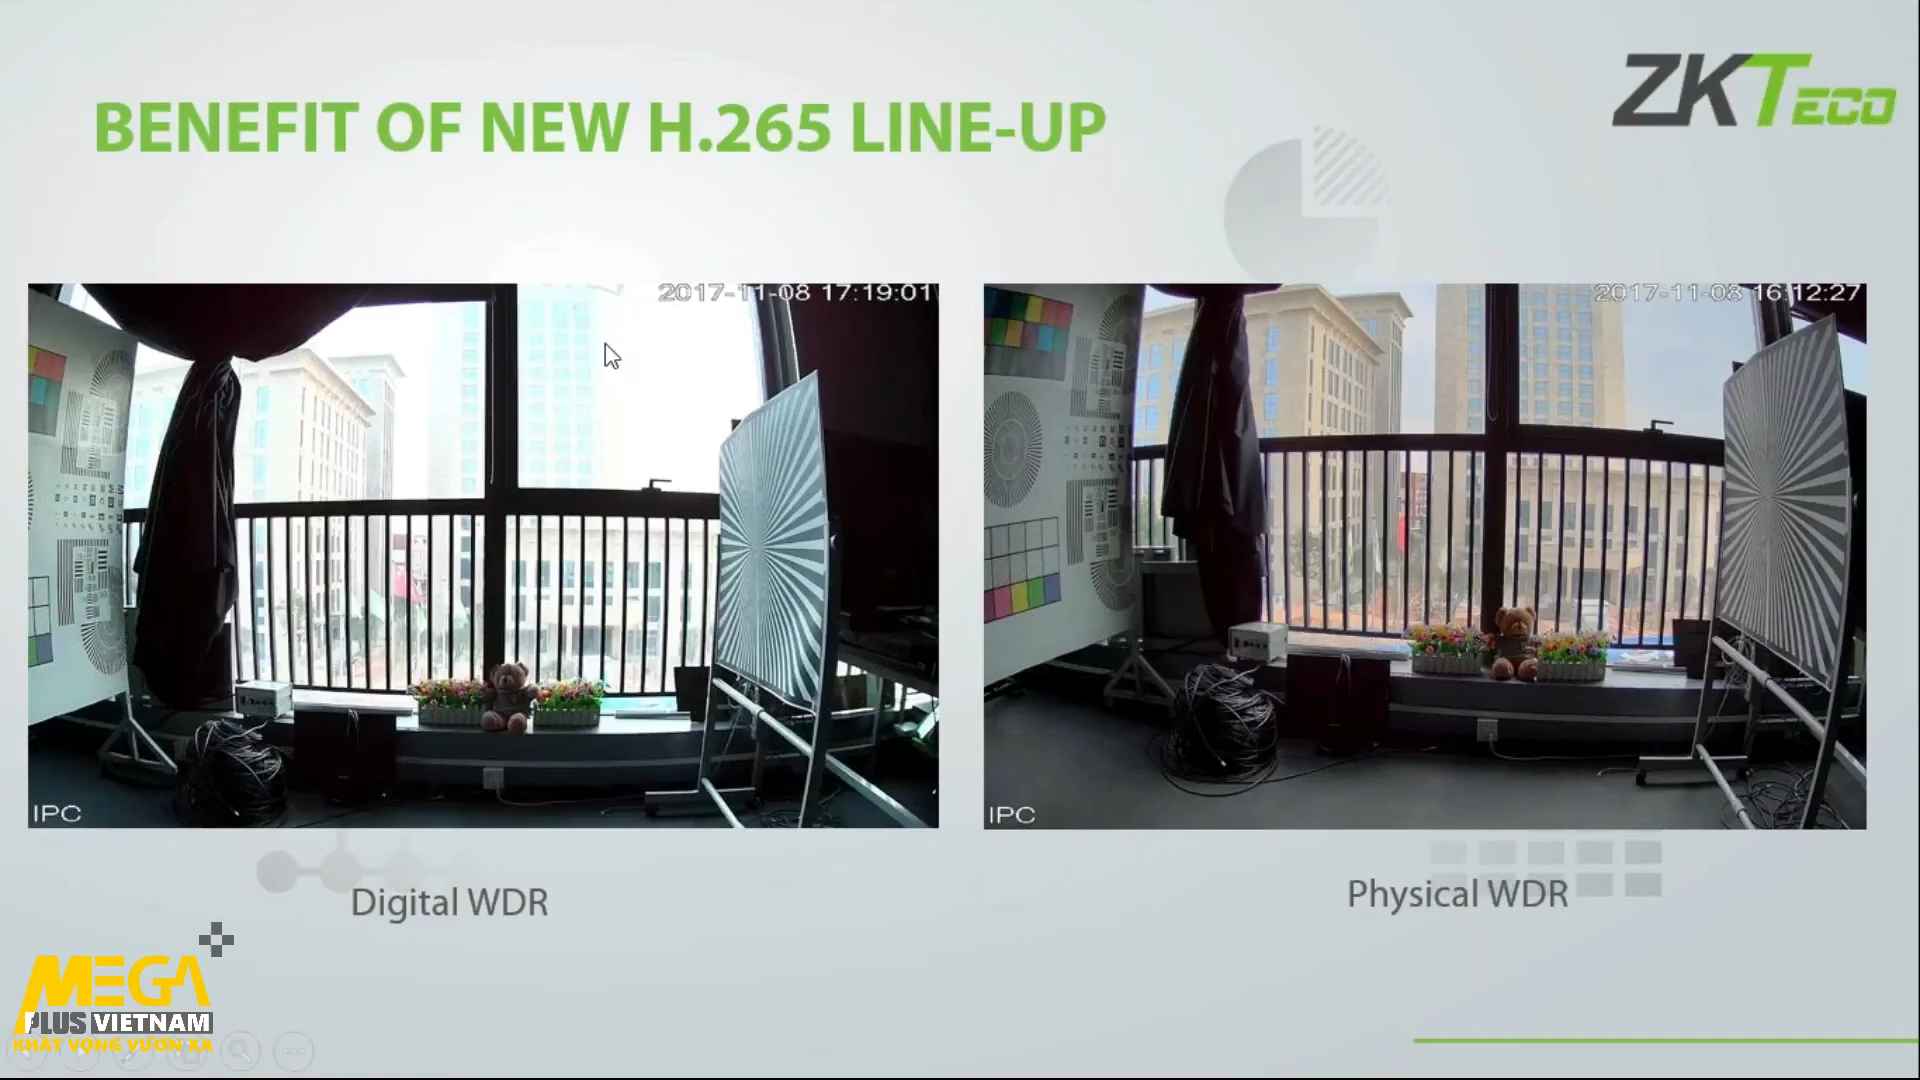 BENEFIT OF NEW H.265 LINE-UP
ZKTECO
2017-11-08 17:19:01
IPC
2017-11-08 16:12:27
IPC
Digital WDR
Physical WDR
MEGA
PLUS VIETNAM
KHÁT VỌNG VƯƠN XA